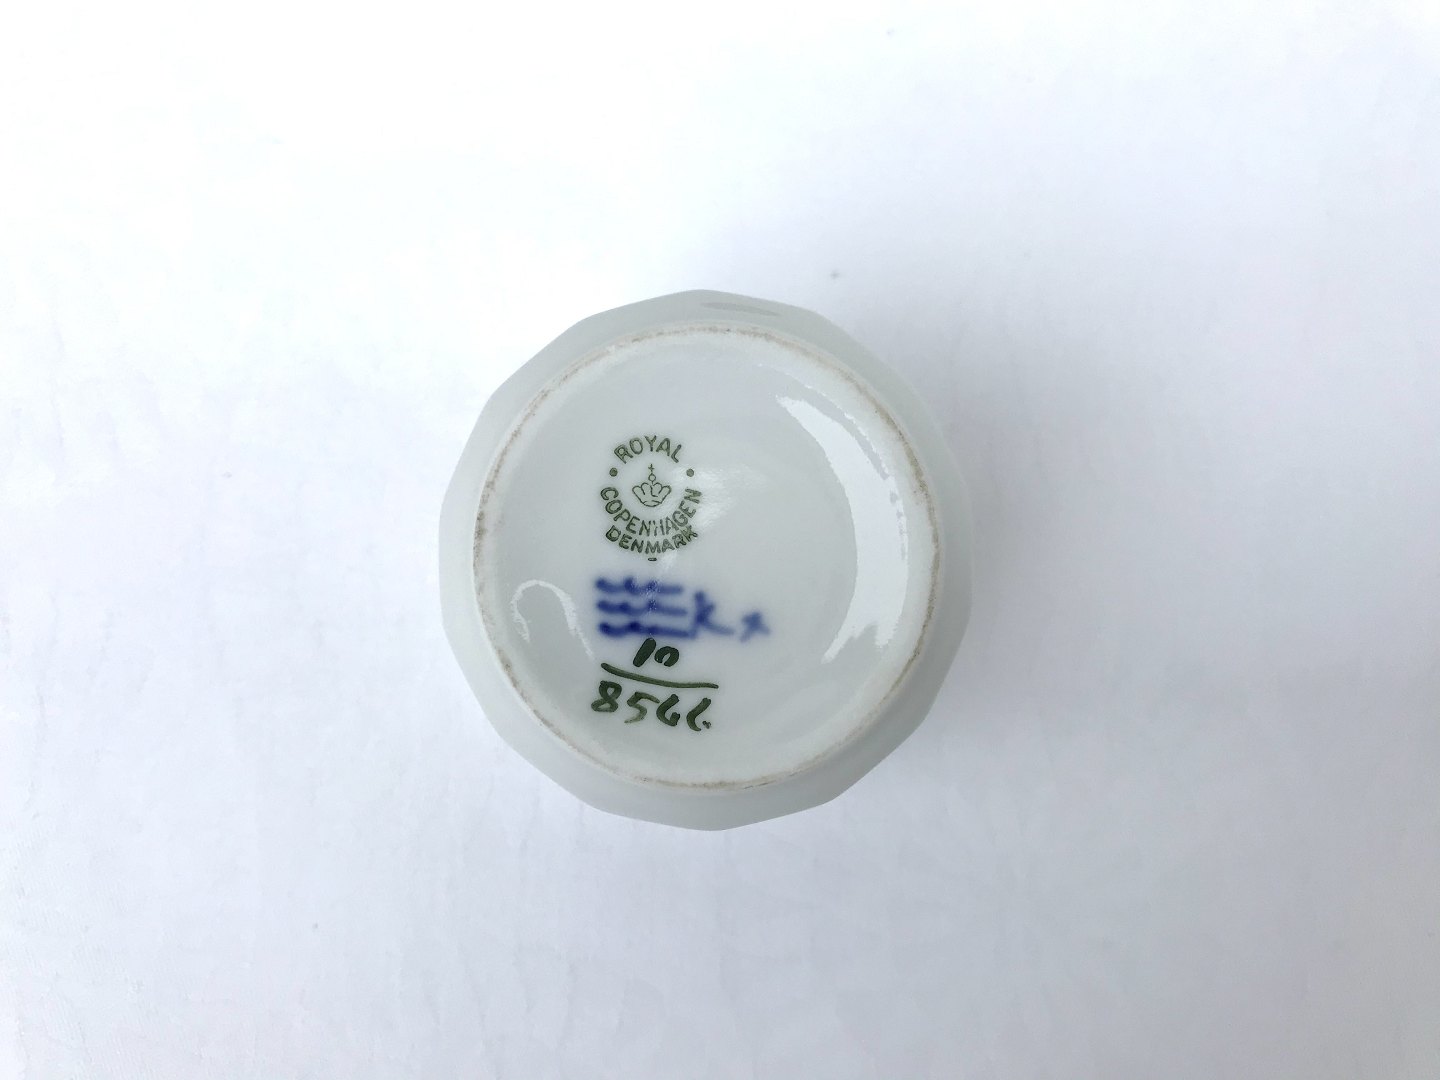 ROYAL
COPENHAGEN
DENMARK
10
8566.